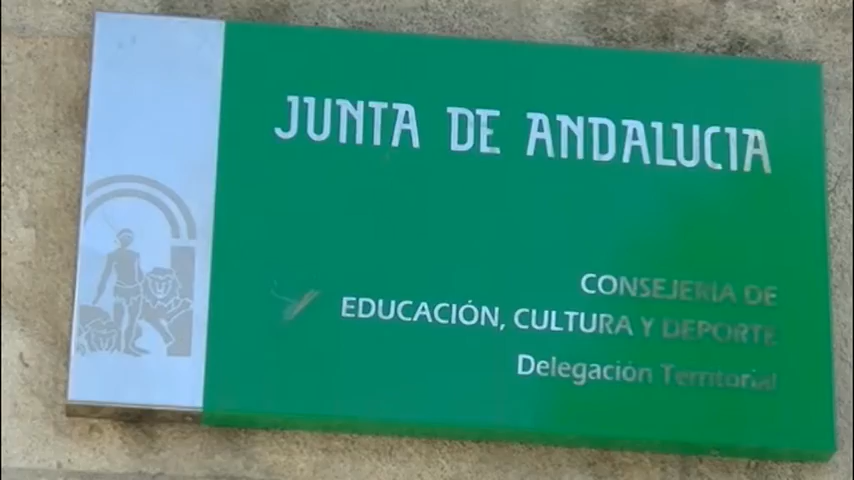 JUNTA DE ANDALUCIA
CONSEJERIA DE
EDUCACIÓN, CULTURA Y DEPORTE
Delegación Territorial